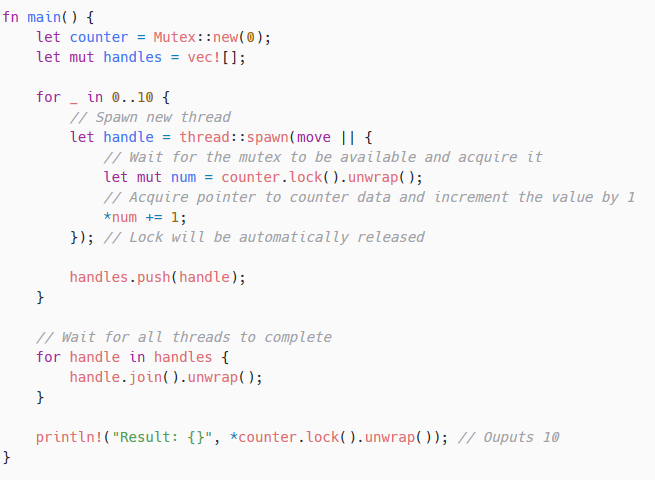 fn main() {
    let counter = Mutex::new(0);
    let mut handles = vec![];

    for _ in 0..10 {
        // Spawn new thread
        let handle = thread::spawn(move || {
            // Wait for the mutex to be available and acquire it
            let mut num = counter.lock().unwrap();
            // Acquire pointer to counter data and increment the value by 1
            *num += 1;
        }); // Lock will be automatically released

        handles.push(handle);
    }

    // Wait for all threads to complete
    for handle in handles {
        handle.join().unwrap();
    }

    println!("Result: {}", *counter.lock().unwrap()); // Ouputs 10
}